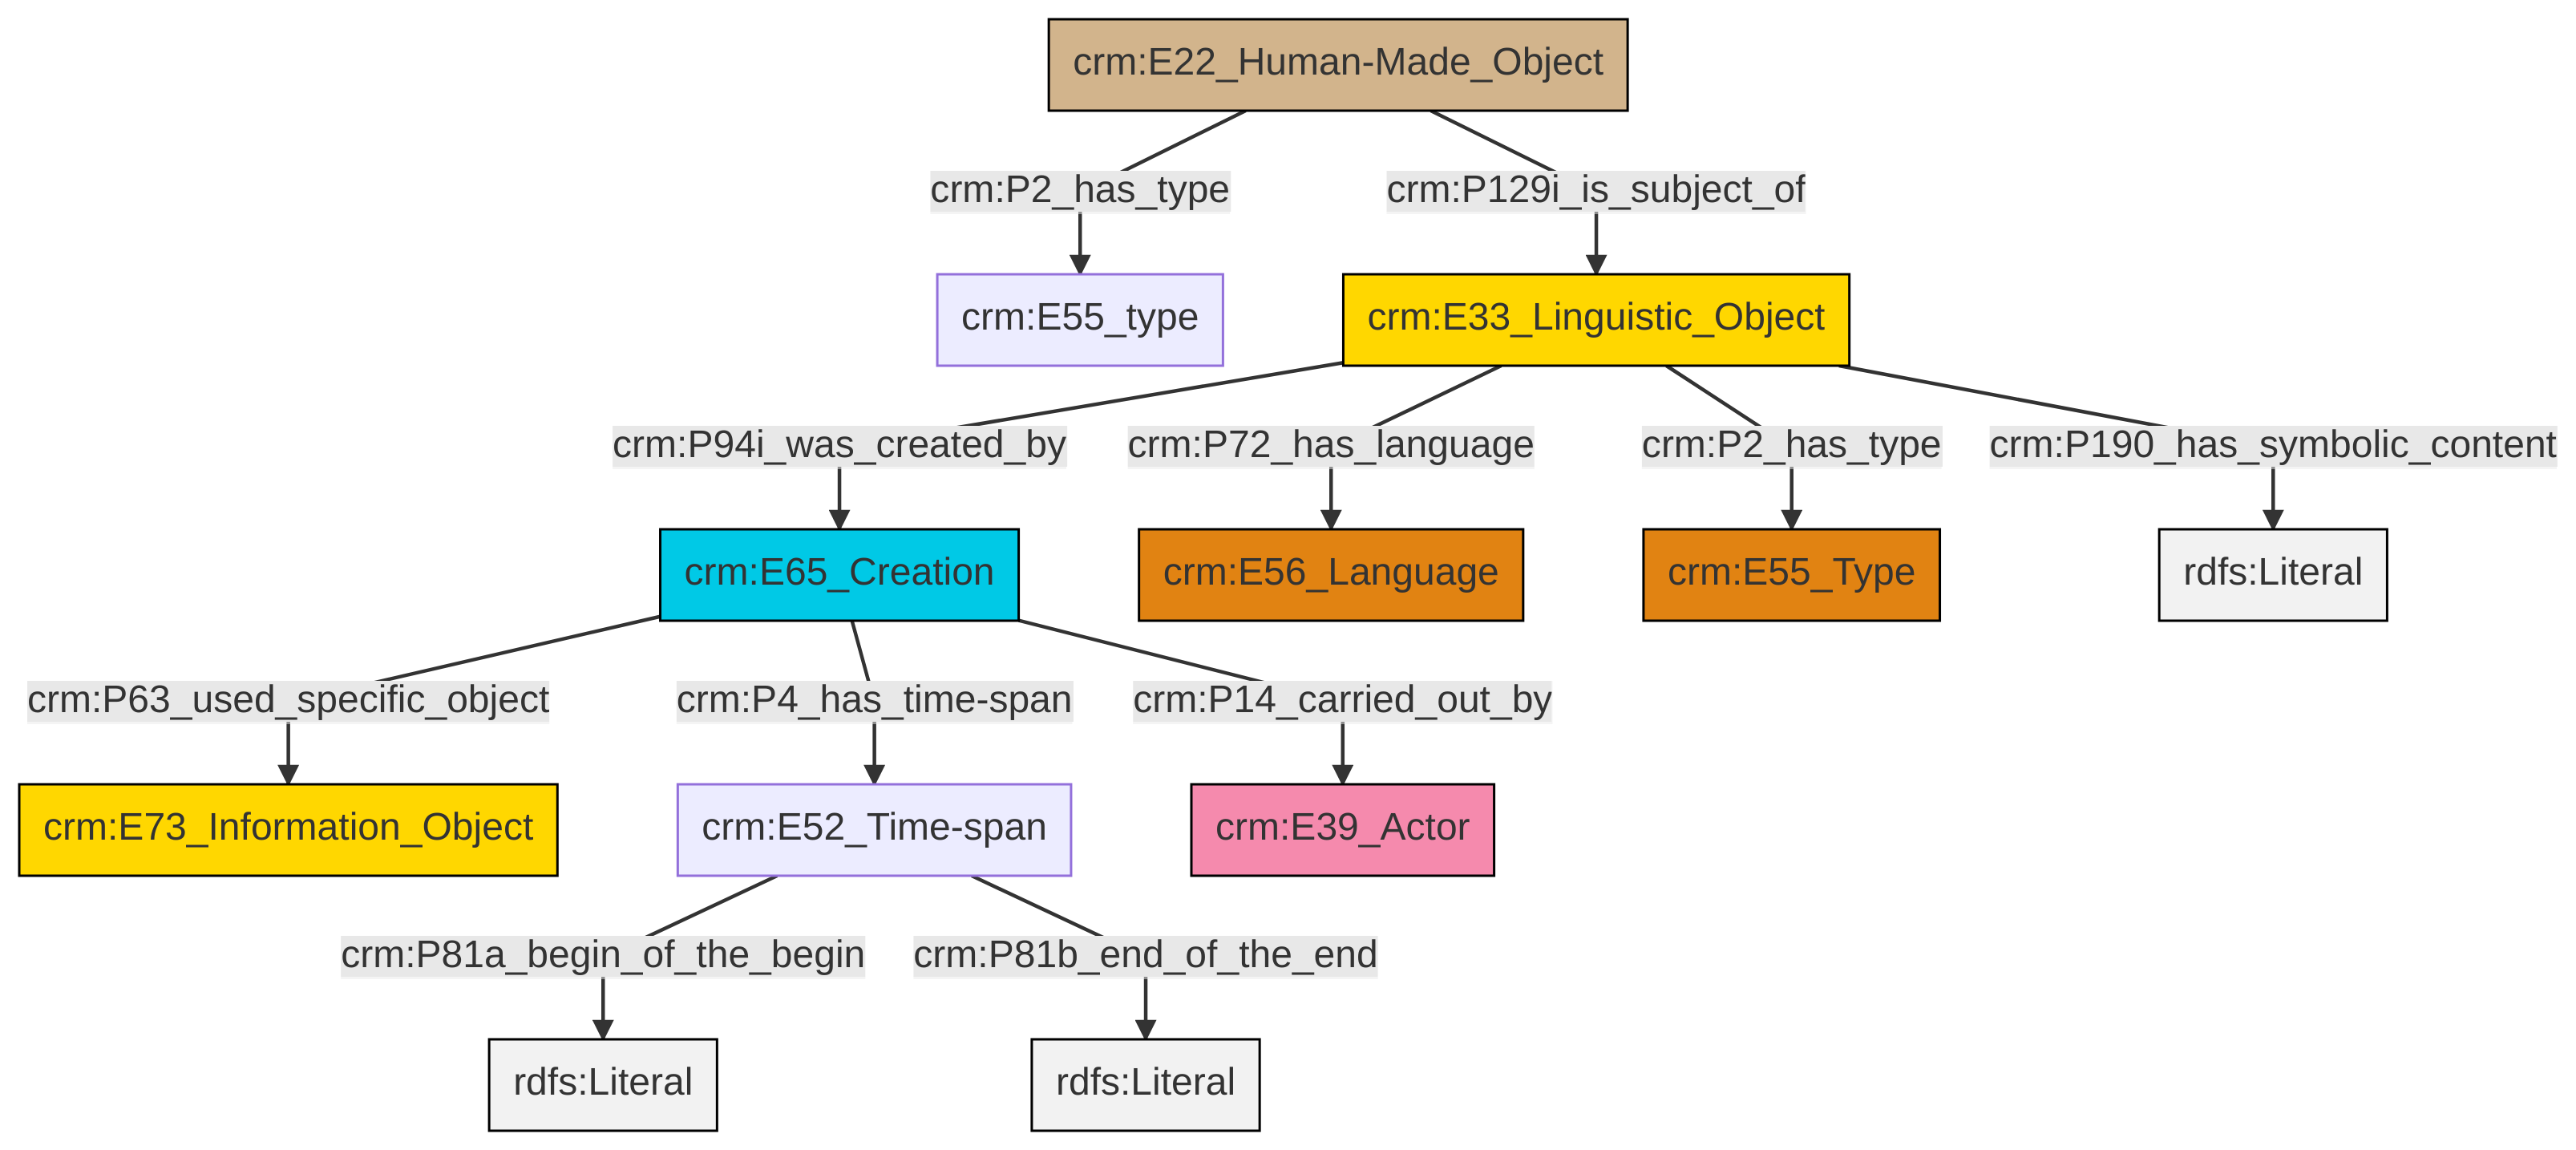 crm:E22_Human-Made_Object
crm:P2_has_type
crm:P129i_is_subject_of
crm:E55_type
crm:E33_Linguistic_Object
crm:P94i_was_created_by
crm:P72_has_language
crm:P2_has_type
crm:P190_has_symbolic_content
crm:E65_Creation
crm:E56_Language
crm:E55_Type
rdfs:Literal
crm:P63_used_specific_object
crm:P4_has_time-span
crm:P14_carried_out_by
crm:E73_Information_Object
crm:E52_Time-span
crm:E39_Actor
crm:P81a_begin_of_the_begin
crm:P81b_end_of_the_end
rdfs:Literal
rdfs:Literal